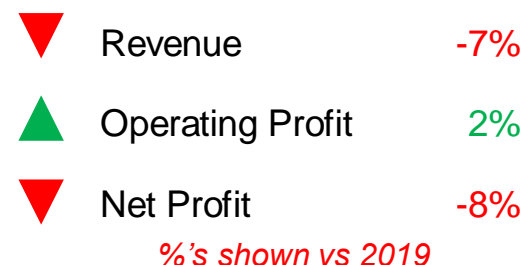 Revenue -7%
Operating Profit 2%
Net Profit -8%
%'s shown vs 2019